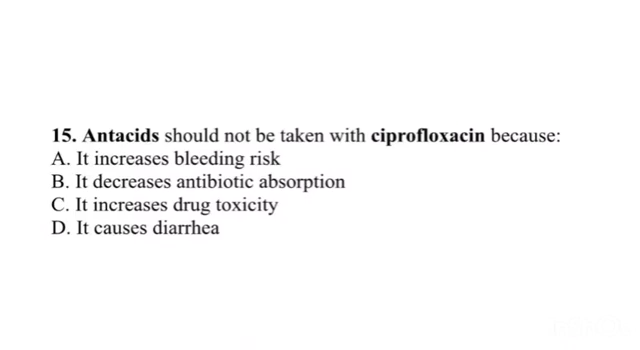 15. Antacids should not be taken with ciprofloxacin because:
A. It increases bleeding risk
B. It decreases antibiotic absorption
C. It increases drug toxicity
D. It causes diarrhea